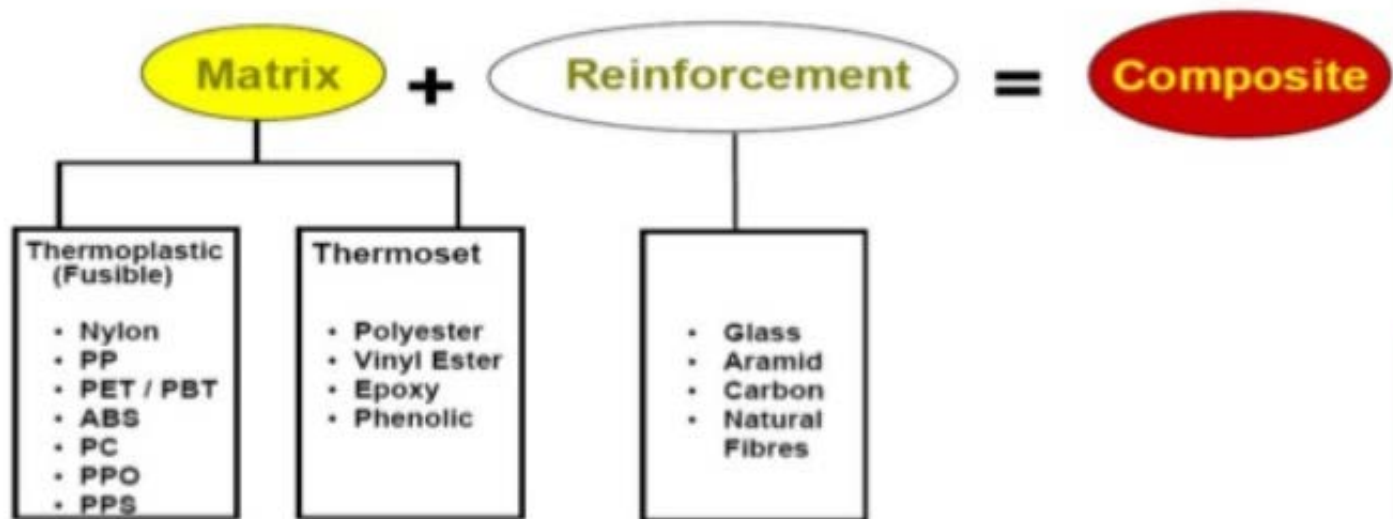 Matrix + Reinforcement = Composite
Thermoplastic
(Fusible)
• Nylon
• PP
• PET / PBT
• ABS
• PC
• PPO
• PPS
Thermoset
• Polyester
• Vinyl Ester
• Epoxy
• Phenolic
• Glass
• Aramid
• Carbon
• Natural
Fibres